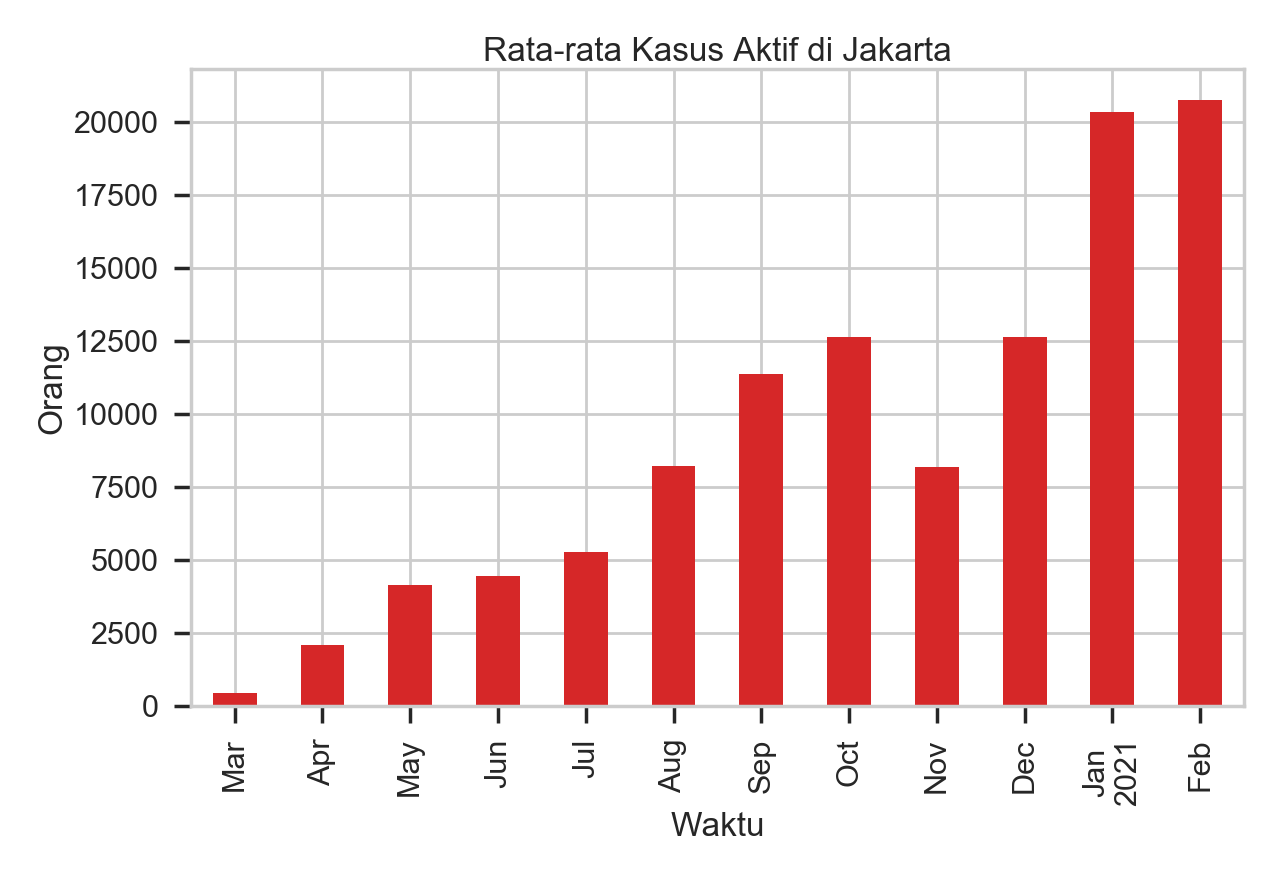 Rata-rata Kasus Aktif di Jakarta
20000
17500
15000
12500
10000
7500
5000
2500
0
Orang
Mar
Apr
May
Jun
Jul
Aug
Sep
Oct
Nov
Dec
Jan
2021
Feb
Waktu